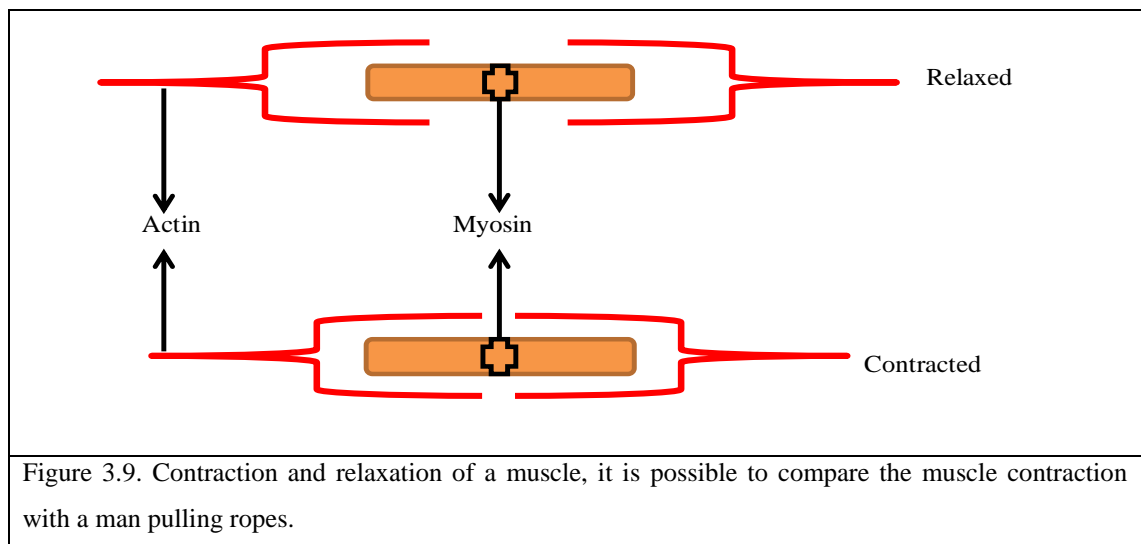 Relaxed
Actin
Myosin
Contracted
Figure 3.9. Contraction and relaxation of a muscle, it is possible to compare the muscle contraction
with a man pulling ropes.